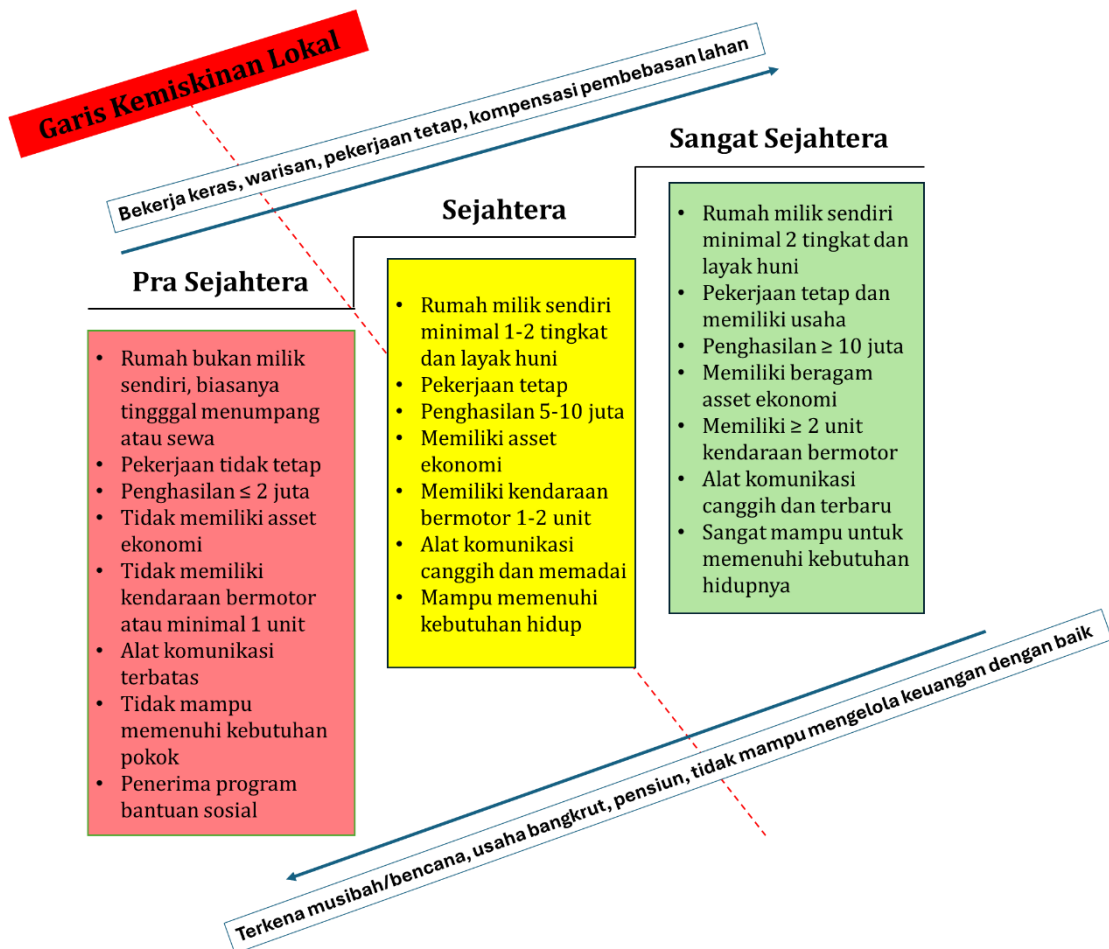 Garis Kemiskinan Lokal
Bekerja keras, warisan, pekerjaan tetap, kompensasi pembebasan lahan
Pra Sejahtera
• Rumah bukan milik
sendiri, biasanya
tingggal menumpang
atau sewa
• Pekerjaan tidak tetap
• Penghasilan ≤ 2 juta
• Tidak memiliki asset
ekonomi
• Tidak memiliki
kendaraan bermotor
atau minimal 1 unit
• Alat komunikasi
terbatas
• Tidak mampu
memenuhi kebutuhan
pokok
• Penerima program
bantuan sosial
Sejahtera
• Rumah milik sendiri
minimal 1-2 tingkat
dan layak huni
• Pekerjaan tetap
• Penghasilan 5-10 juta
• Memiliki asset
ekonomi
• Memiliki kendaraan
bermotor 1-2 unit
• Alat komunikasi
canggih dan memadai
• Mampu memenuhi
kebutuhan hidup
Sangat Sejahtera
• Rumah milik sendiri
minimal 2 tingkat dan
layak huni
• Pekerjaan tetap dan
memiliki usaha
• Penghasilan ≥ 10 juta
• Memiliki beragam
asset ekonomi
• Memiliki ≥ 2 unit
kendaraan bermotor
• Alat komunikasi
canggih dan terbaru
• Sangat mampu untuk
memenuhi kebutuhan
hidupnya
Terkena musibah/bencana, usaha bangkrut, pensiun, tidak mampu mengelola keuangan dengan baik